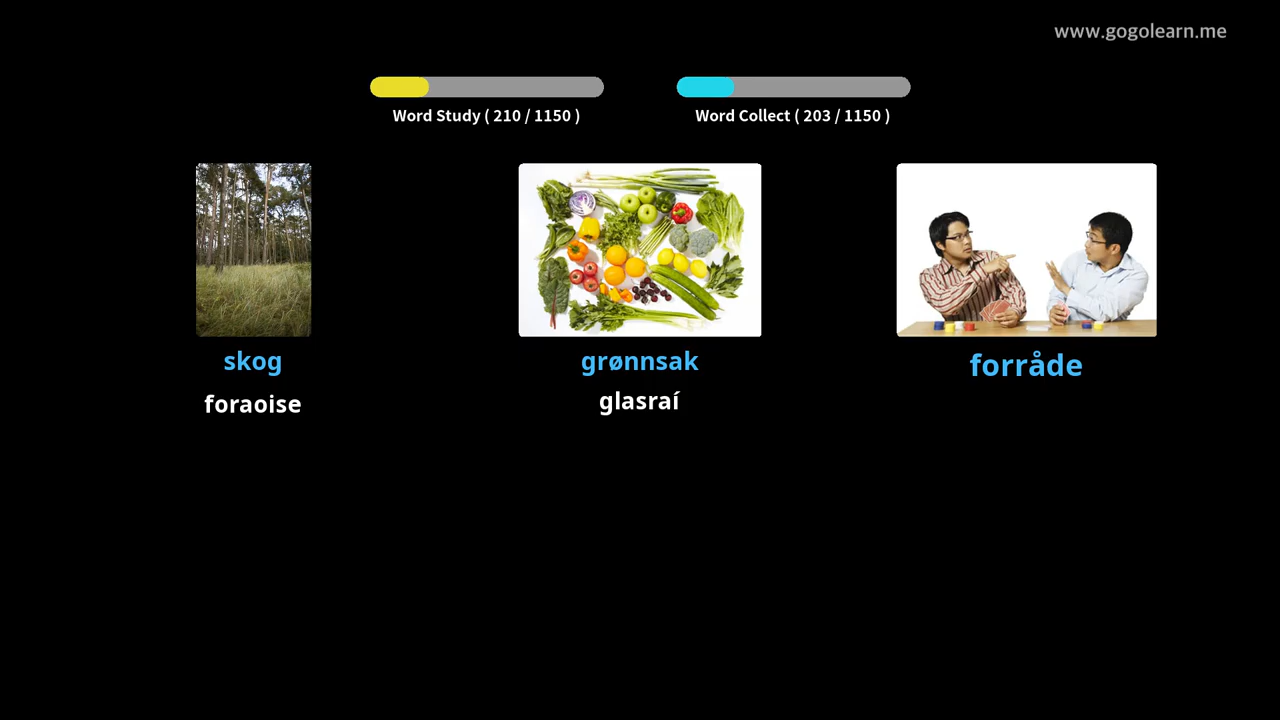 www.gogolearn.me
Word Study ( 210 / 1150 )
Word Collect ( 203 / 1150 )
skog
foraoise
grønnsak
glasraí
forråde